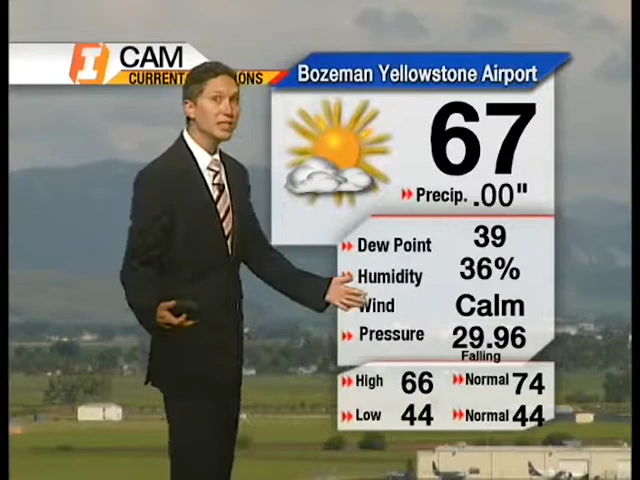 I CAM
CURRENT
Bozeman Yellowstone Airport
67
Precip. .00"
Dew Point 39
Humidity 36%
Wind Calm
Pressure 29.96
Falling
High 66 Normal 74
Low 44 Normal 44